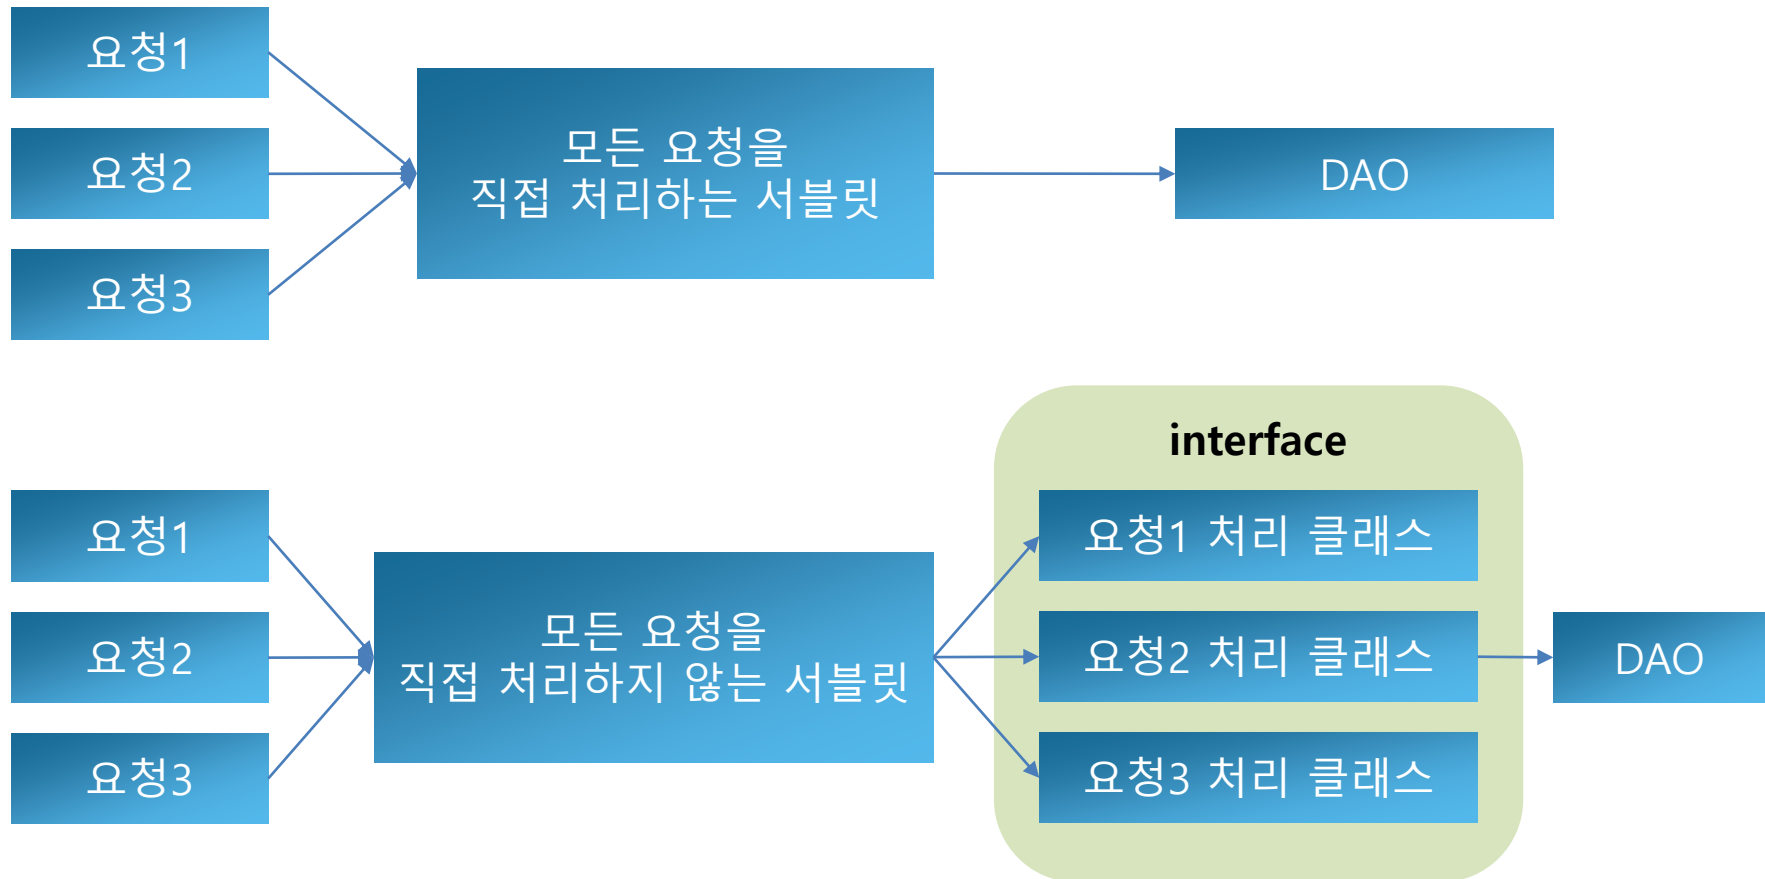 요청1
요청2
요청3
모든 요청을
직접 처리하는 서블릿
DAO
요청1
요청2
요청3
모든 요청을
직접 처리하지 않는 서블릿
interface
요청1 처리 클래스
요청2 처리 클래스
요청3 처리 클래스
DAO